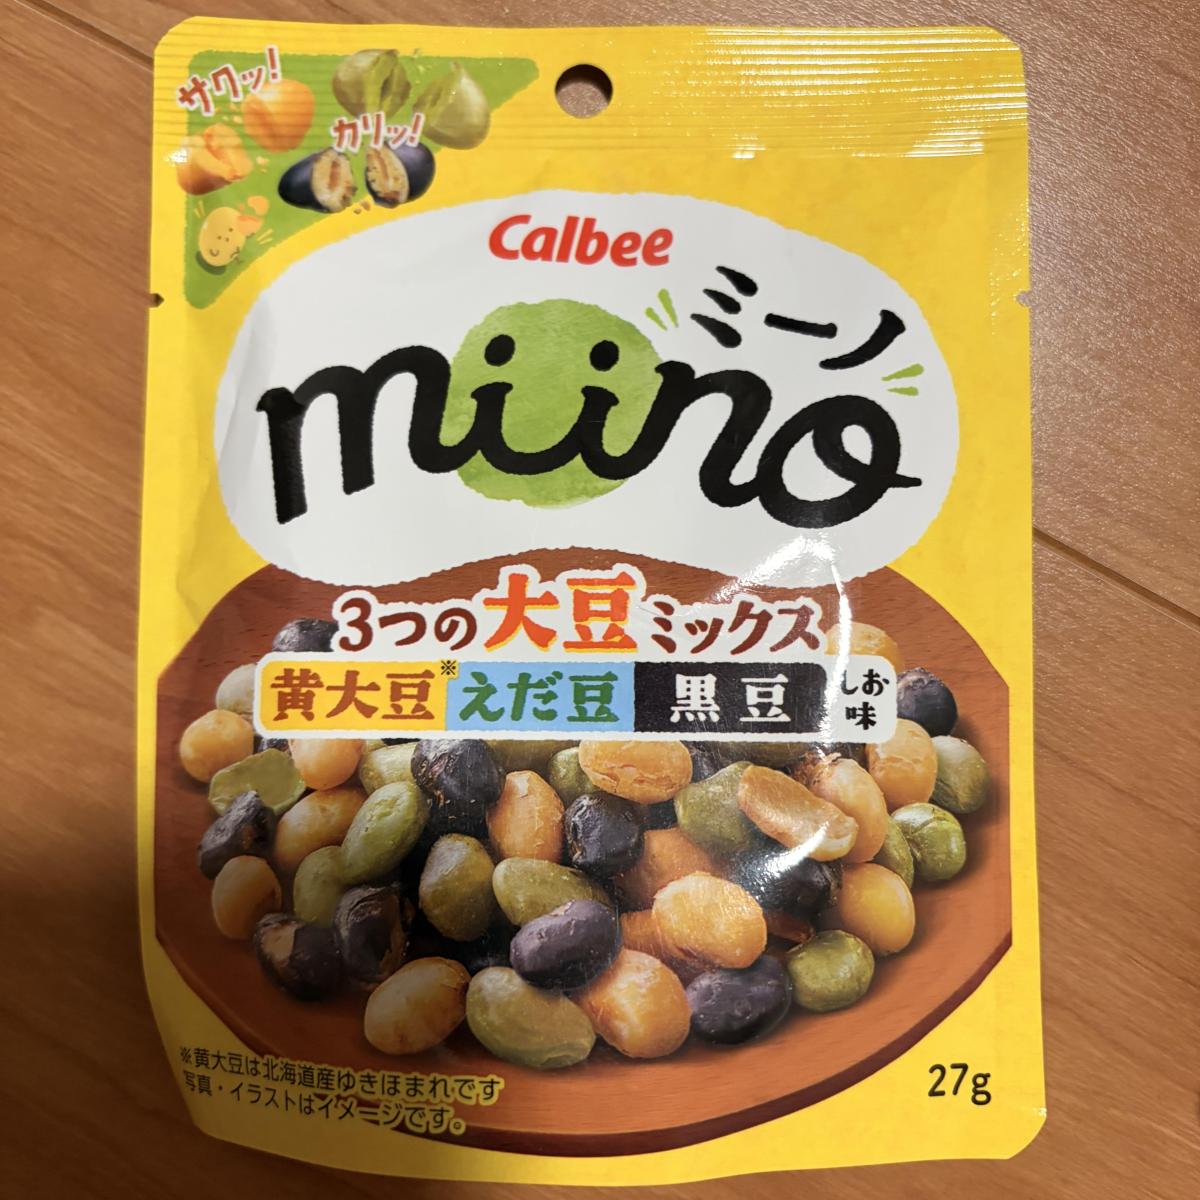 サクッ!
カリッ!
Calbee
ミーノ
miino
3つの大豆ミックス
黄大豆※ えだ豆 黒豆 しお味
※黄大豆は北海道産ゆきほまれです
写真・イラストはイメージです。
27g